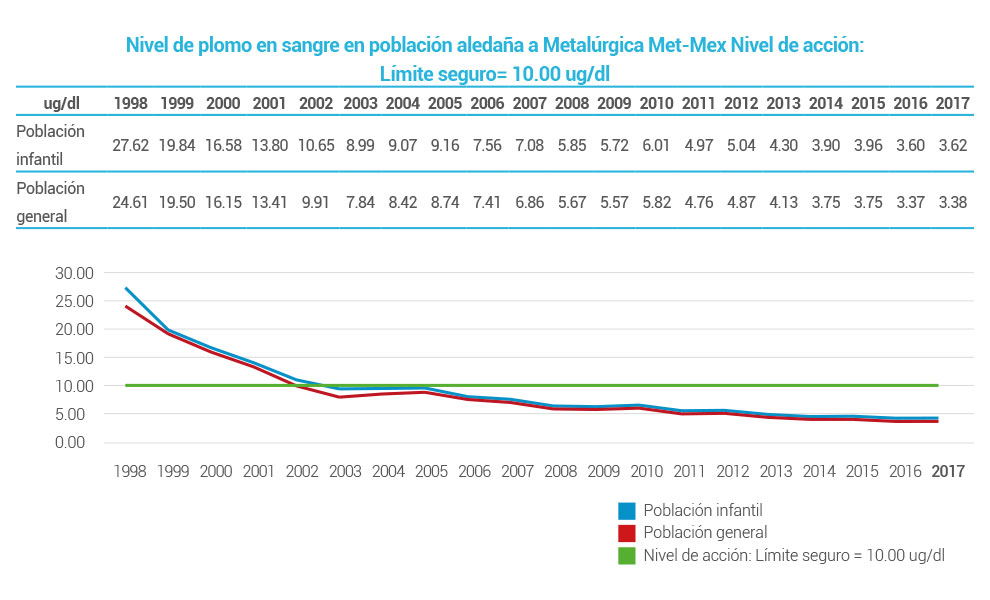 Nivel de plomo en sangre en población aledaña a Metalúrgica Met-Mex Nivel de acción:
Límite seguro= 10.00 ug/dl
ug/dl 1998 1999 2000 2001 2002 2003 2004 2005 2006 2007 2008 2009 2010 2011 2012 2013 2014 2015 2016 2017
Población
infantil 27.62 19.84 16.58 13.80 10.65 8.99 9.07 9.16 7.56 7.08 5.85 5.72 6.01 4.97 5.04 4.30 3.90 3.96 3.60 3.62
Población
general 24.61 19.50 16.15 13.41 9.91 7.84 8.42 8.74 7.41 6.86 5.67 5.57 5.82 4.76 4.87 4.13 3.75 3.75 3.37 3.38
30.00
25.00
20.00
15.00
10.00
5.00
0.00
1998 1999 2000 2001 2002 2003 2004 2005 2006 2007 2008 2009 2010 2011 2012 2013 2014 2015 2016 2017
Población infantil
Población general
Nivel de acción: Límite seguro = 10.00 ug/dl